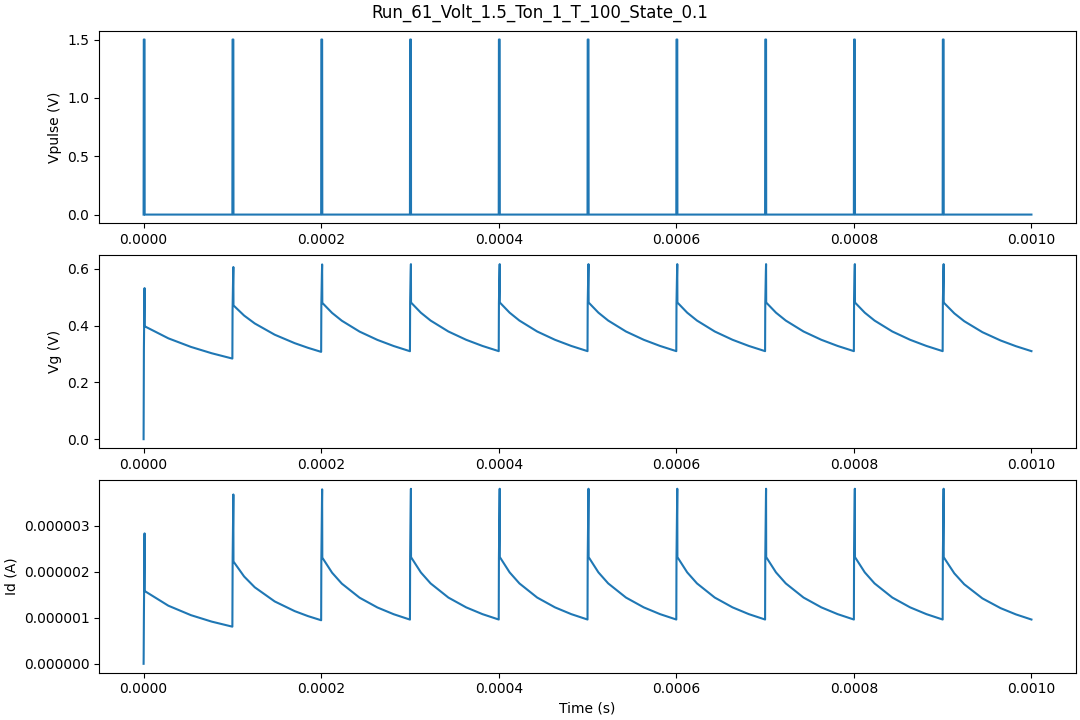 Run_61_Volt_1.5_Ton_1_T_100_State_0.1
Vpulse (V)
1.5
1.0
0.5
0.0
0.0000 0.0002 0.0004 0.0006 0.0008 0.0010
Vg (V)
0.6
0.4
0.2
0.0
0.0000 0.0002 0.0004 0.0006 0.0008 0.0010
Id (A)
0.000003
0.000002
0.000001
0.000000
0.0000 0.0002 0.0004 0.0006 0.0008 0.0010
Time (s)